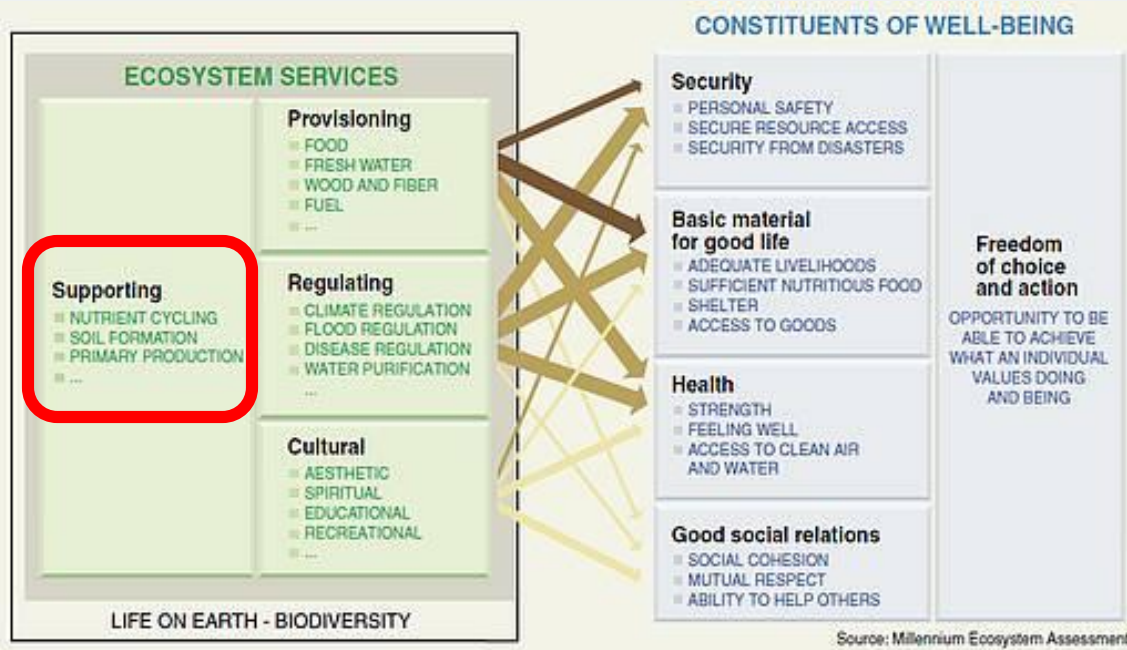 CONSTITUENTS OF WELL-BEING
ECOSYSTEM SERVICES
Supporting
NUTRIENT CYCLING
SOIL FORMATION
PRIMARY PRODUCTION
...
Provisioning
FOOD
FRESH WATER
WOOD AND FIBER
FUEL
...
Regulating
CLIMATE REGULATION
FLOOD REGULATION
DISEASE REGULATION
WATER PURIFICATION
...
Cultural
AESTHETIC
SPIRITUAL
EDUCATIONAL
RECREATIONAL
...
LIFE ON EARTH - BIODIVERSITY
Security
PERSONAL SAFETY
SECURE RESOURCE ACCESS
SECURITY FROM DISASTERS
Basic material
for good life
ADEQUATE LIVELIHOODS
SUFFICIENT NUTRITIOUS FOOD
SHELTER
ACCESS TO GOODS
Health
STRENGTH
FEELING WELL
ACCESS TO CLEAN AIR
AND WATER
Good social relations
SOCIAL COHESION
MUTUAL RESPECT
ABILITY TO HELP OTHERS
Freedom
of choice
and action
OPPORTUNITY TO BE
ABLE TO ACHIEVE
WHAT AN INDIVIDUAL
VALUES DOING
AND BEING
Source: Millennium Ecosystem Assessment